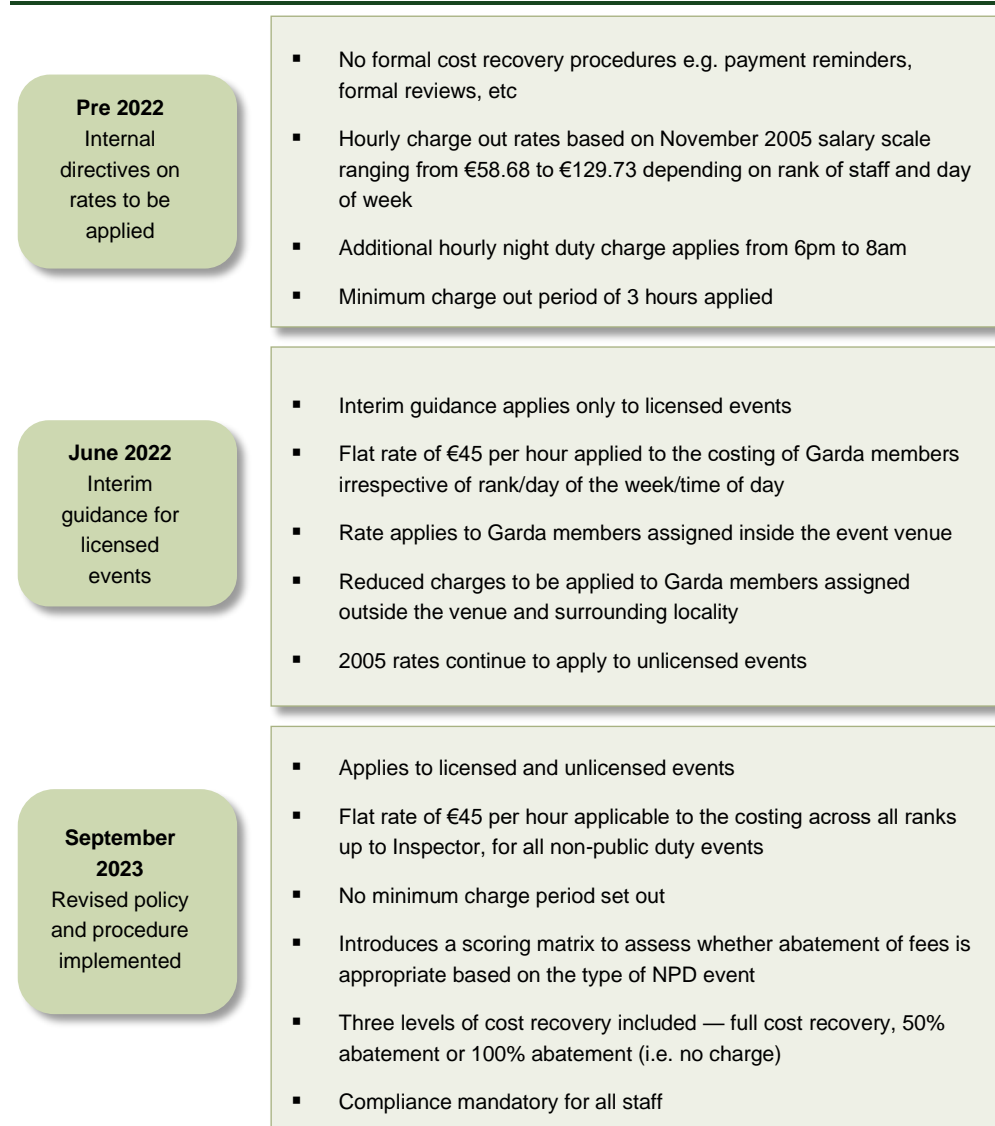 Pre 2022
Internal
directives on
rates to be
applied
▪ No formal cost recovery procedures e.g. payment reminders,
formal reviews, etc
▪ Hourly charge out rates based on November 2005 salary scale
ranging from €58.68 to €129.73 depending on rank of staff and day
of week
▪ Additional hourly night duty charge applies from 6pm to 8am
▪ Minimum charge out period of 3 hours applied
June 2022
Interim
guidance for
licensed
events
▪ Interim guidance applies only to licensed events
▪ Flat rate of €45 per hour applied to the costing of Garda members
irrespective of rank/day of the week/time of day
▪ Rate applies to Garda members assigned inside the event venue
▪ Reduced charges to be applied to Garda members assigned
outside the venue and surrounding locality
▪ 2005 rates continue to apply to unlicensed events
September
2023
Revised policy
and procedure
implemented
▪ Applies to licensed and unlicensed events
▪ Flat rate of €45 per hour applicable to the costing across all ranks
up to Inspector, for all non-public duty events
▪ No minimum charge period set out
▪ Introduces a scoring matrix to assess whether abatement of fees is
appropriate based on the type of NPD event
▪ Three levels of cost recovery included — full cost recovery, 50%
abatement or 100% abatement (i.e. no charge)
▪ Compliance mandatory for all staff